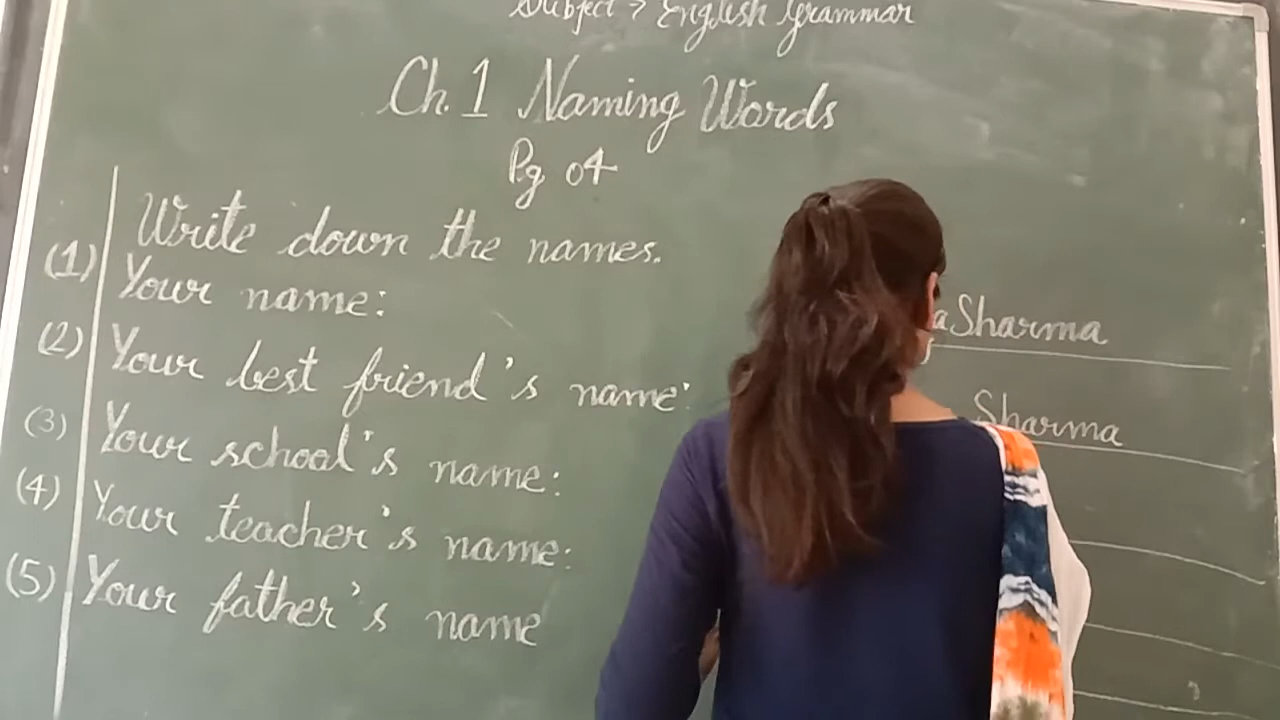 Subject > English Grammar
Ch. 1 Naming Words
Pg 04
Write down the names.
(1) Your name: a Sharma
(2) Your best friend's name: Sharma
(3) Your school's name:
(4) Your teacher's name:
(5) Your father's name